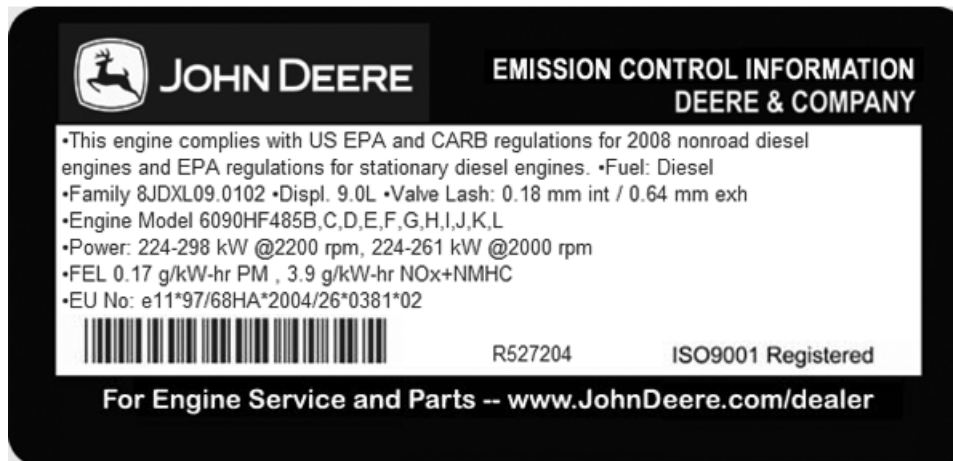 JOHN DEERE
EMISSION CONTROL INFORMATION
DEERE & COMPANY
•This engine complies with US EPA and CARB regulations for 2008 nonroad diesel
engines and EPA regulations for stationary diesel engines. •Fuel: Diesel
•Family 8JDXL09.0102 •Displ. 9.0L •Valve Lash: 0.18 mm int / 0.64 mm exh
•Engine Model 6090HF485B,C,D,E,F,G,H,I,J,K,L
•Power: 224-298 kW @2200 rpm, 224-261 kW @2000 rpm
•FEL 0.17 g/kW-hr PM , 3.9 g/kW-hr NOx+NMHC
•EU No: e11*97/68HA*2004/26*0381*02
R527204 ISO9001 Registered
For Engine Service and Parts -- www.JohnDeere.com/dealer